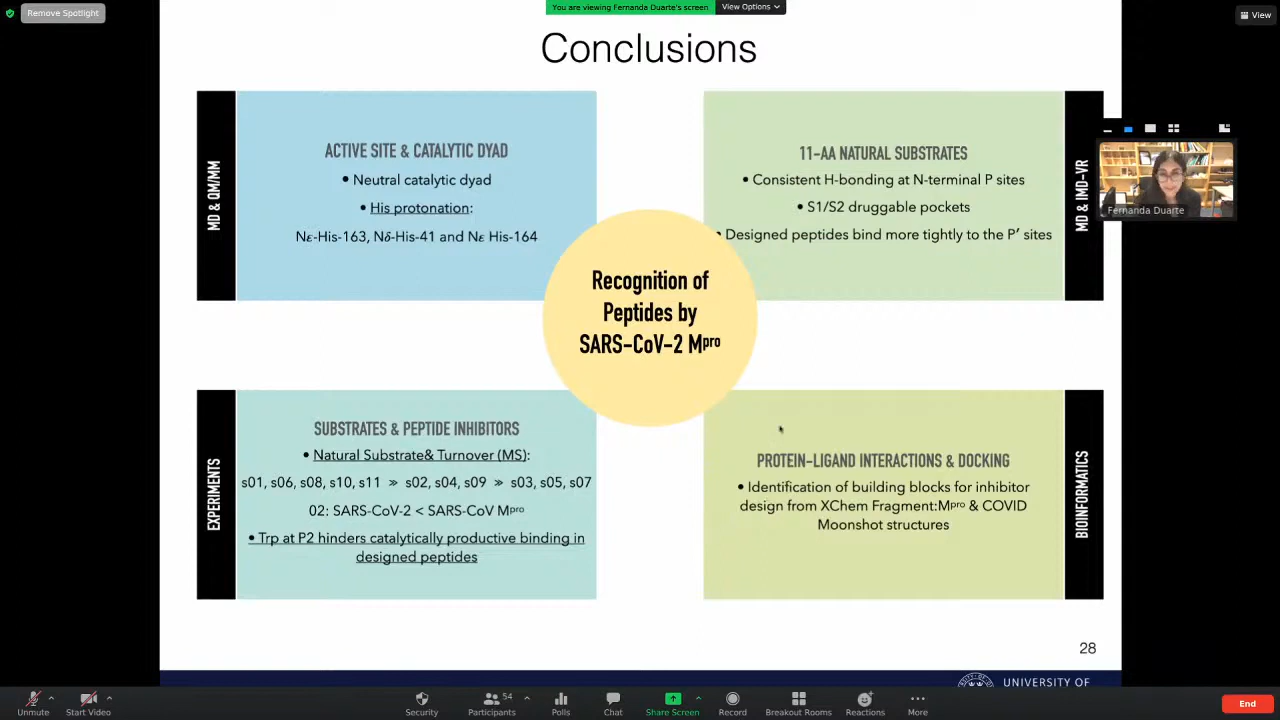 Remove Spotlight
You are viewing Fernanda Duarte's screen
View Options
View
Conclusions
MD & QM/MM
ACTIVE SITE & CATALYTIC DYAD
• Neutral catalytic dyad
• His protonation:
Nε-His-163, Nδ-His-41 and Nε His-164
11-AA NATURAL SUBSTRATES
• Consistent H-bonding at N-terminal P sites
• S1/S2 druggable pockets
• Designed peptides bind more tightly to the P′ sites
MD & IMD-VR
Fernanda Duarte
Recognition of
Peptides by
SARS-CoV-2 Mᵖʳᵒ
EXPERIMENTS
SUBSTRATES & PEPTIDE INHIBITORS
• Natural Substrate& Turnover (MS):
s01, s06, s08, s10, s11 » s02, s04, s09 » s03, s05, s07
02: SARS-CoV-2 < SARS-CoV Mᵖʳᵒ
• Trp at P2 hinders catalytically productive binding in
designed peptides
PROTEIN-LIGAND INTERACTIONS & DOCKING
• Identification of building blocks for inhibitor
design from XChem Fragment:Mᵖʳᵒ & COVID
Moonshot structures
BIOINFORMATICS
28
UNIVERSITY OF
Unmute
Start Video
Security
Participants
54
Polls
Chat
Share Screen
Record
Breakout Rooms
Reactions
More
End